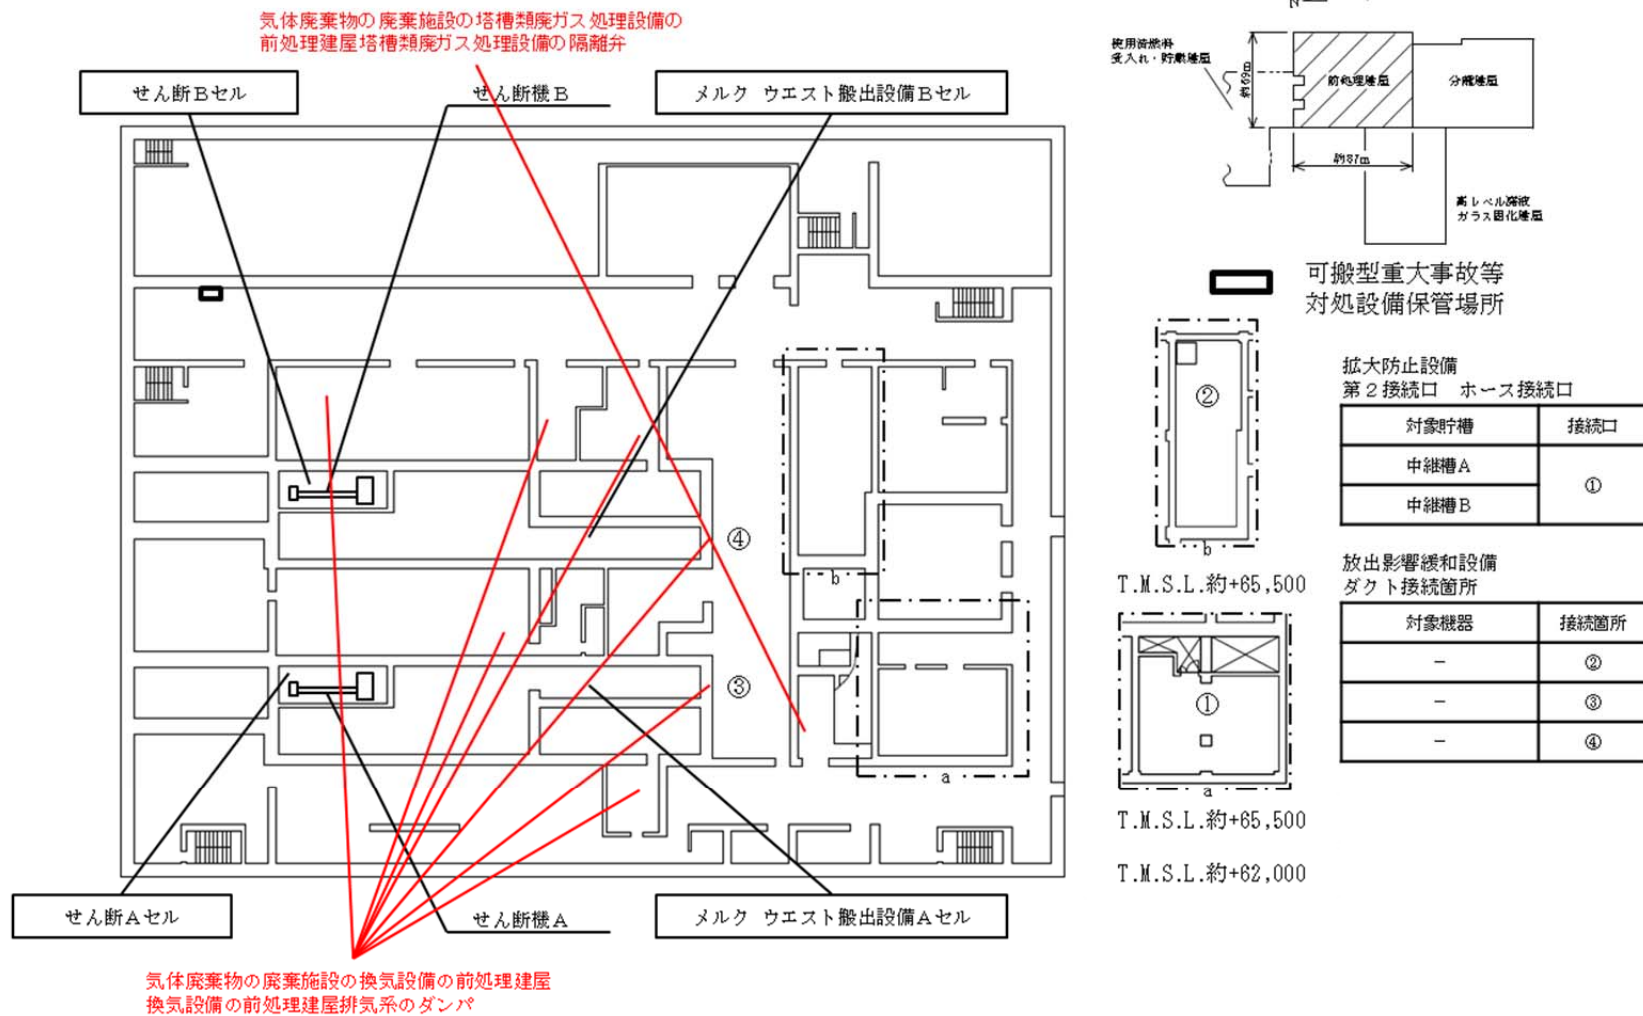 気体廃棄物の廃棄施設の塔槽類廃ガス処理設備の
前処理建屋塔槽類廃ガス処理設備の隔離弁
せん断Bセル
せん断機B
メルク ウエスト搬出設備Bセル
④
③
b
a
せん断Aセル
せん断機A
メルク ウエスト搬出設備Aセル
気体廃棄物の廃棄施設の換気設備の前処理建屋
換気設備の前処理建屋排気系のダンパ
N
使用済燃料
受入れ・貯蔵建屋
約69m
前処理建屋
分離建屋
約87m
高レベル廃液
ガラス固化建屋
可搬型重大事故等
対処設備保管場所
②
b
T.M.S.L.約+65,500
①
a
T.M.S.L.約+65,500
T.M.S.L.約+62,000
拡大防止設備
第2接続口 ホース接続口
対象貯槽 接続口
中継槽A ①
中継槽B
放出影響緩和設備
ダクト接続箇所
対象機器 接続箇所
－ ②
－ ③
－ ④